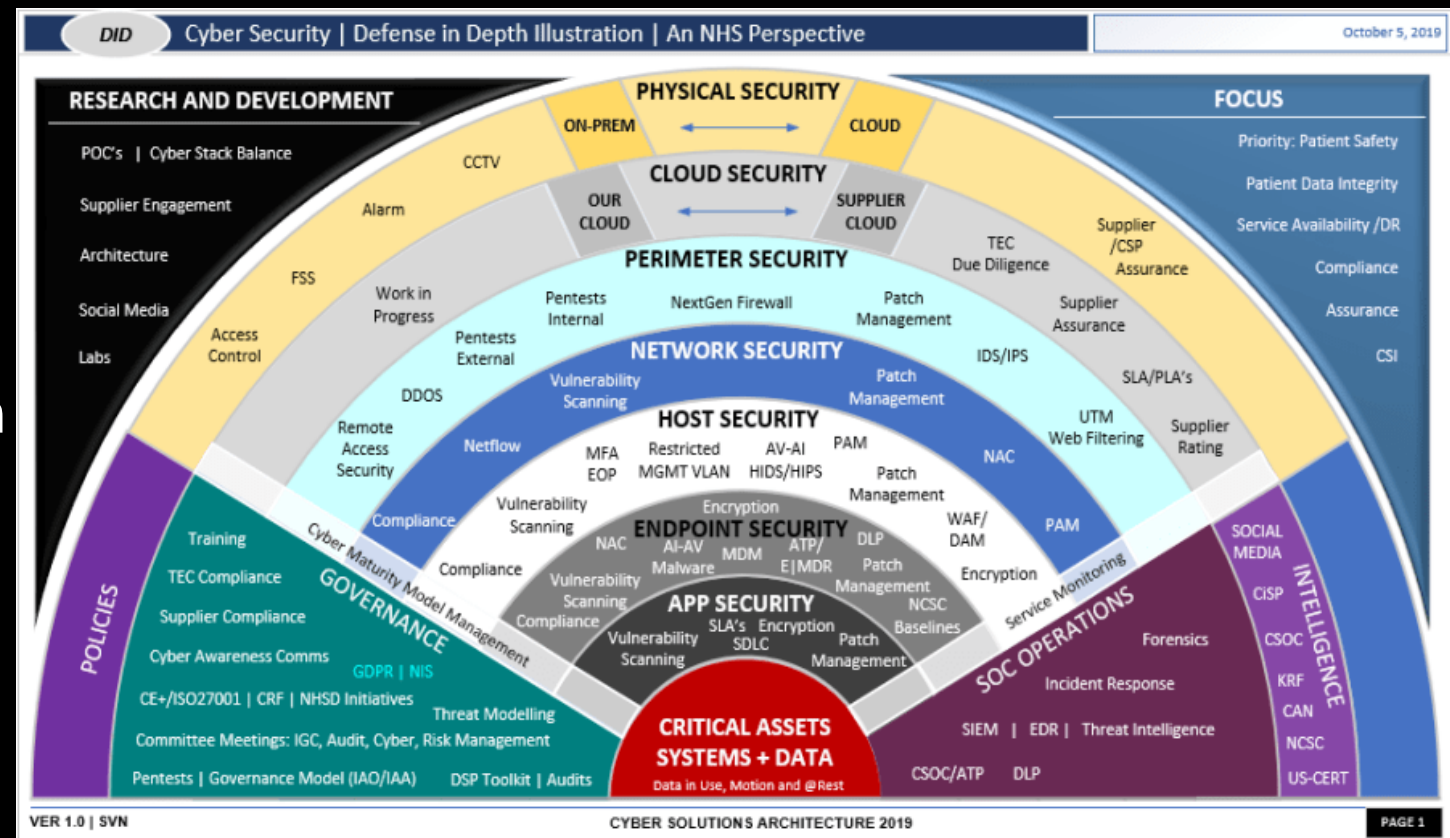 DID
Cyber Security | Defense in Depth Illustration | An NHS Perspective
October 5, 2019
RESEARCH AND DEVELOPMENT
POC's | Cyber Stack Balance
Supplier Engagement
Architecture
Social Media
Labs
FOCUS
Priority: Patient Safety
Patient Data Integrity
Service Availability /DR
Compliance
Assurance
CSI
PHYSICAL SECURITY
ON-PREM
CLOUD
CCTV
Alarm
FSS
Access
Control
Supplier
/CSP
Assurance
CLOUD SECURITY
OUR
CLOUD
SUPPLIER
CLOUD
Work in
Progress
TEC
Due Diligence
Supplier
Assurance
SLA/PLA's
Supplier
Rating
PERIMETER SECURITY
Remote
Access
Security
DDOS
Pentests
External
Pentests
Internal
NextGen Firewall
Patch
Management
IDS/IPS
UTM
Web Filtering
NETWORK SECURITY
Compliance
Netflow
Vulnerability
Scanning
Patch
Management
NAC
PAM
HOST SECURITY
Compliance
Vulnerability
Scanning
MFA
EOP
Restricted
MGMT VLAN
AV-AI
HIDS/HIPS
PAM
Patch
Management
WAF/
DAM
Encryption
Encryption
ENDPOINT SECURITY
Compliance
Vulnerability
Scanning
NAC
AI-AV
Malware
MDM
ATP/
E|MDR
DLP
Patch
Management
NCSC
Baselines
APP SECURITY
Vulnerability
Scanning
SLA's
Encryption
SDLC
Patch
Management
CRITICAL ASSETS
SYSTEMS + DATA
Data in Use, Motion and @Rest
POLICIES
Cyber Maturity Model Management
GOVERNANCE
Training
TEC Compliance
Supplier Compliance
Cyber Awareness Comms
GDPR | NIS
CE+/ISO27001 | CRF | NHSD Initiatives
Threat Modelling
Committee Meetings: IGC, Audit, Cyber, Risk Management
Pentests | Governance Model (IAO/IAA)
DSP Toolkit | Audits
Service Monitoring
SOC OPERATIONS
Forensics
Incident Response
SIEM | EDR | Threat Intelligence
CSOC/ATP
DLP
INTELLIGENCE
SOCIAL
MEDIA
CiSP
CSOC
KRF
CAN
NCSC
US-CERT
VER 1.0 | SVN
CYBER SOLUTIONS ARCHITECTURE 2019
PAGE 1